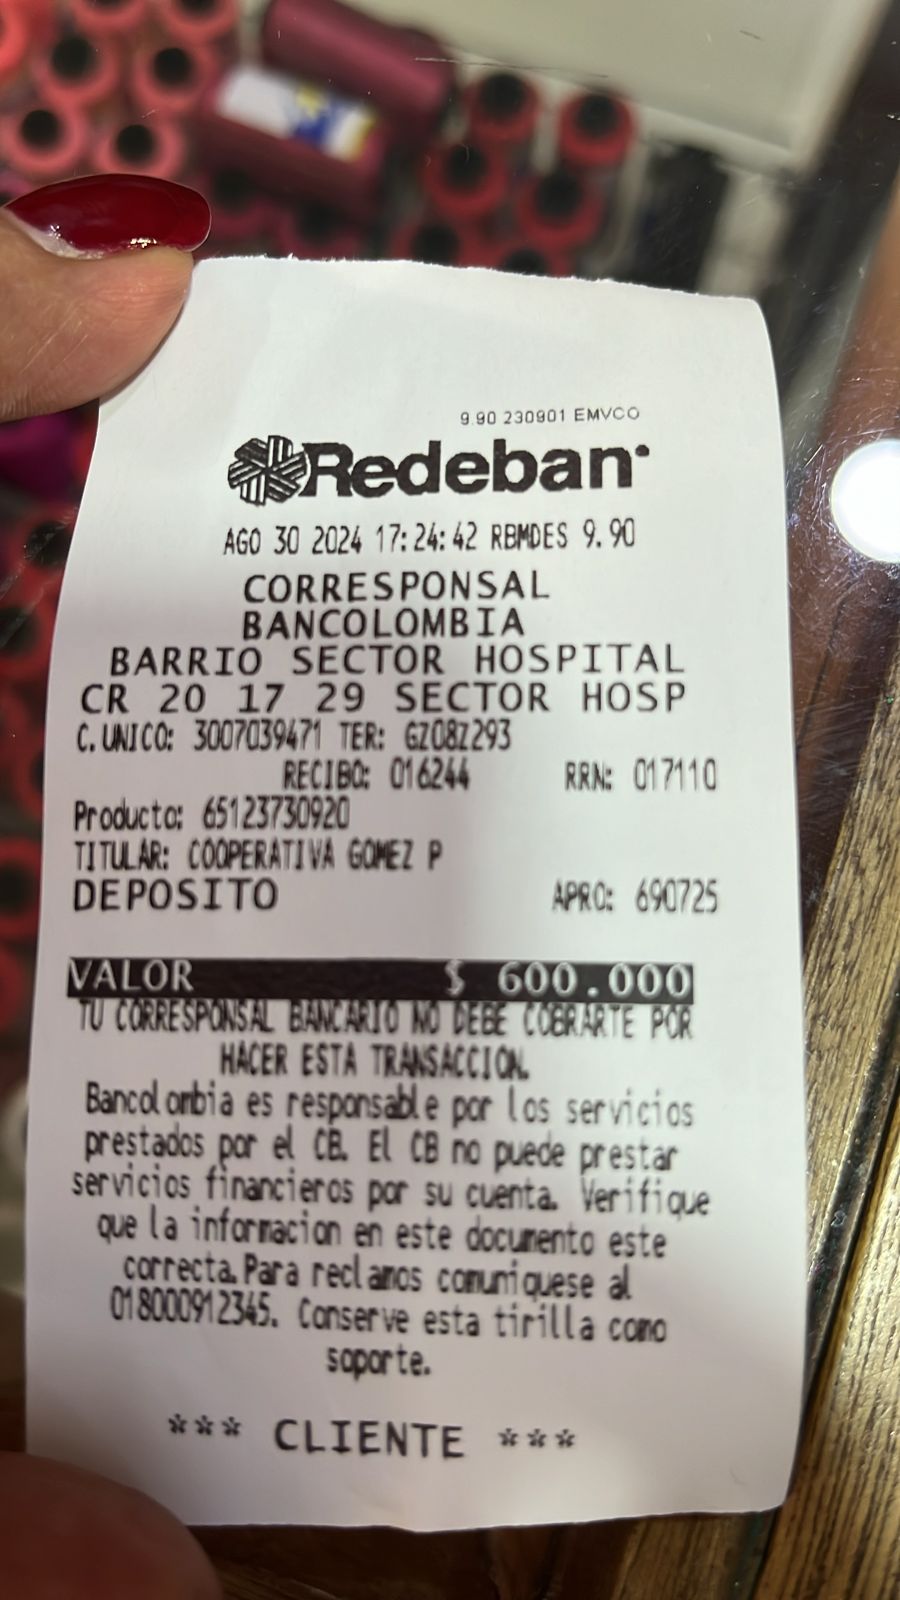 9.90 230901 EMVCO
Redeban
AGO 30 2024 17:24:42 RBMDES 9.90
CORRESPONSAL
BANCOLOMBIA
BARRIO SECTOR HOSPITAL
CR 20 17 29 SECTOR HOSP
C.UNICO: 3007039471 TER: GZ08Z293
RECIBO: 016244 RRN: 017110
Producto: 65123730920
TITULAR: COOPERATIVA GOMEZ P
DEPOSITO APRO: 690725
VALOR $ 600.000
TU CORRESPONSAL BANCARIO NO DEBE COBRARTE POR
HACER ESTA TRANSACCION.
Bancolombia es responsable por los servicios
prestados por el CB. El CB no puede prestar
servicios financieros por su cuenta. Verifique
que la informacion en este documento este
correcta.Para reclamos comuniquese al
018000912345. Conserve esta tirilla como
soporte.
*** CLIENTE ***